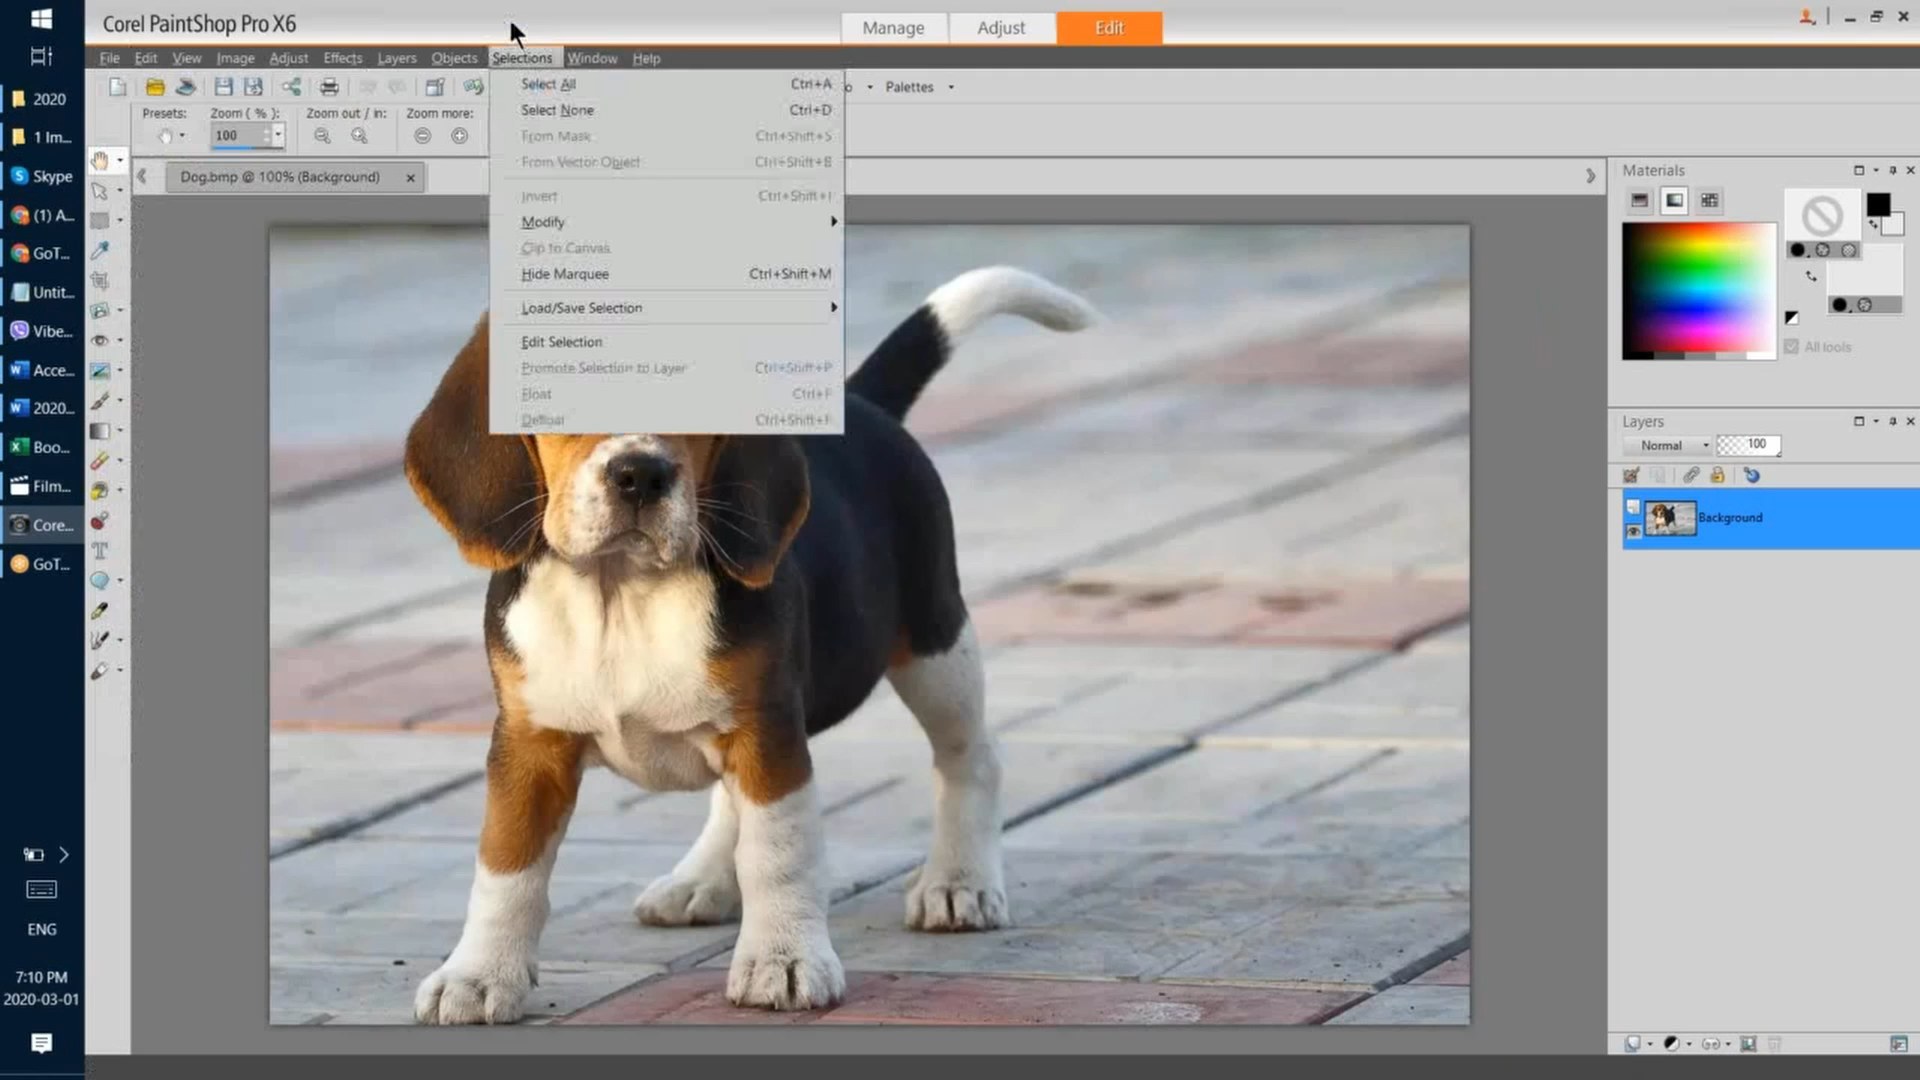 Corel PaintShop Pro X6
Manage
Adjust
Edit
File Edit View Image Adjust Effects Layers Objects Selections Window Help
Palettes
Presets:
Zoom ( % ):
Zoom out / in:
Zoom more:
100
Dog.bmp @ 100% (Background)
Select All Ctrl+A
Select None Ctrl+D
From Mask Ctrl+Shift+S
From Vector Object Ctrl+Shift+B
Invert Ctrl+Shift+I
Modify
Clip to Canvas
Hide Marquee Ctrl+Shift+M
Load/Save Selection
Edit Selection
Promote Selection to Layer Ctrl+Shift+P
Float Ctrl+F
Defloat Ctrl+Shift+F
Materials
All tools
Layers
Normal
100
Background
2020
1 Im...
Skype
(1) A...
GoT...
Untit...
Vibe...
Acce...
2020...
Boo...
Film...
Core...
GoT...
ENG
7:10 PM
2020-03-01